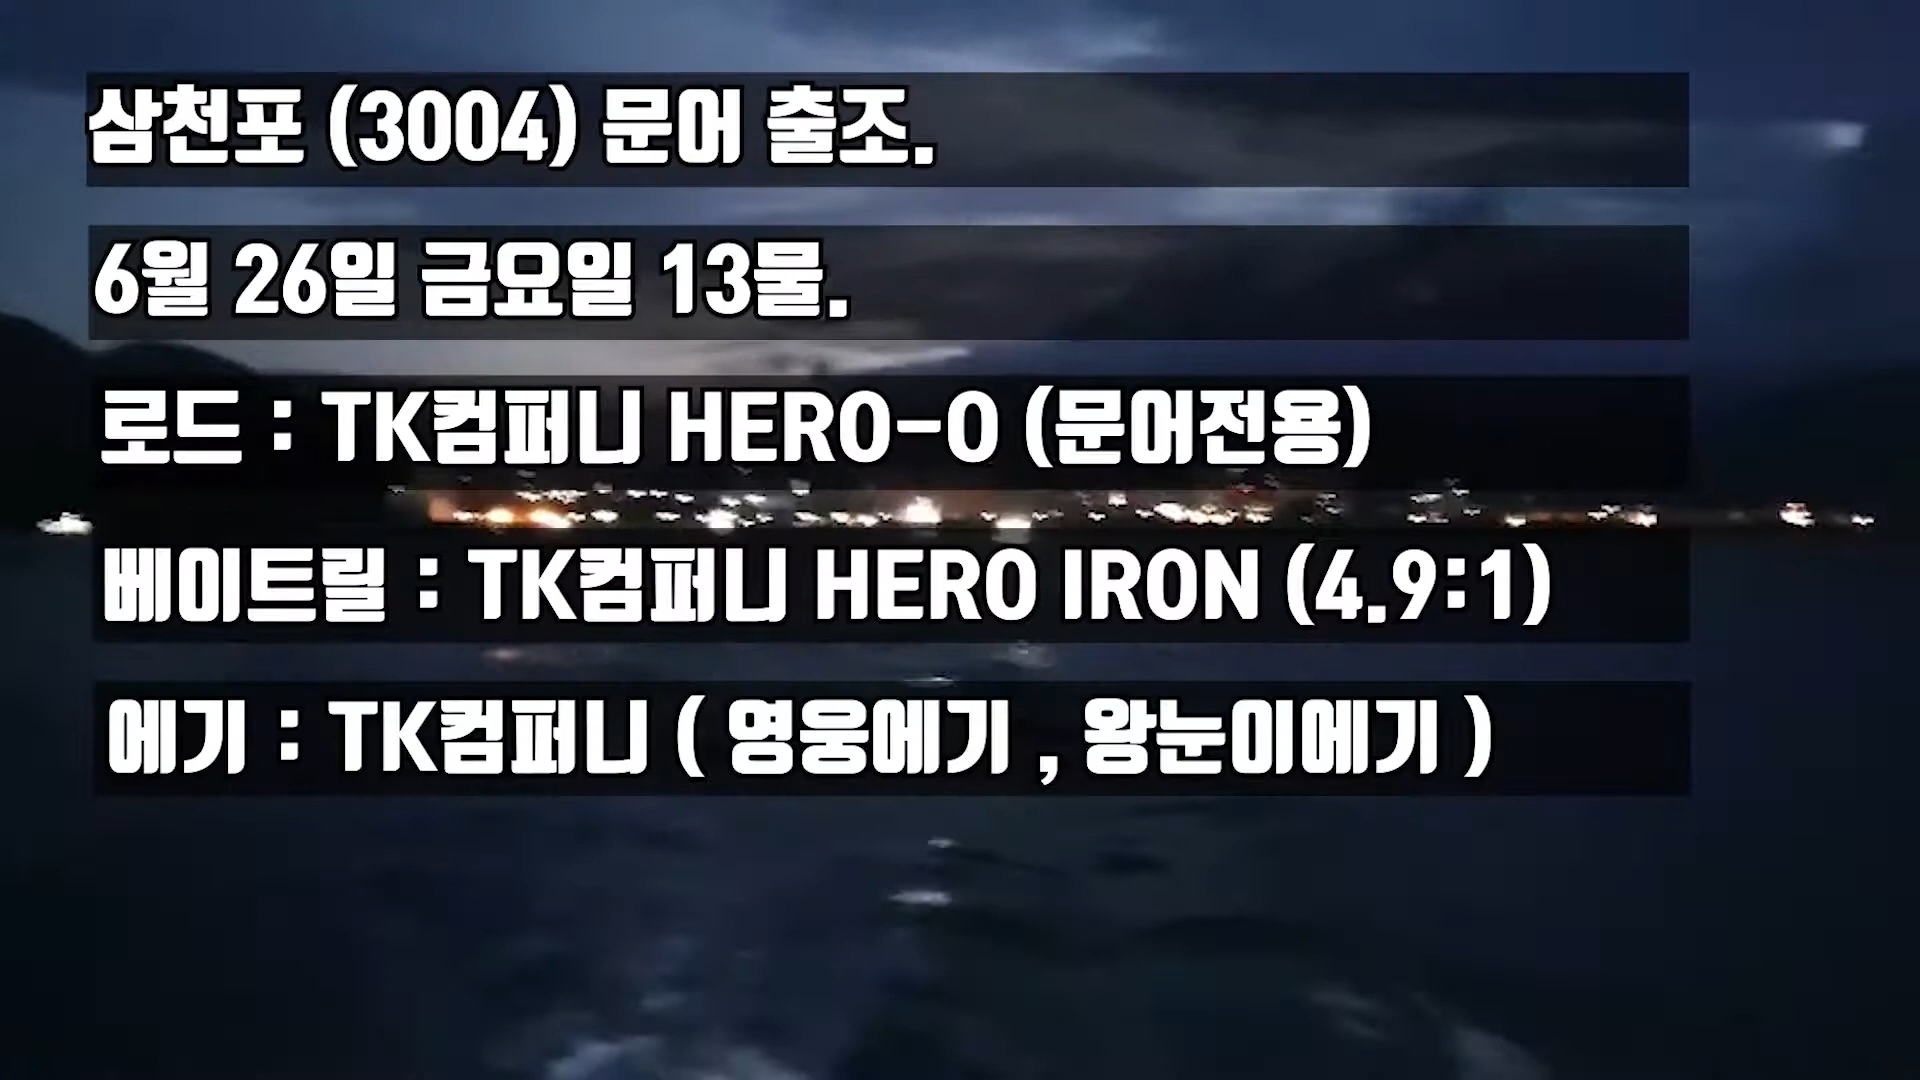 삼천포 (3004) 문어 출조.
6월 26일 금요일 13물.
로드 : TK컴퍼니 HERO-O (문어전용)
베이트릴 : TK컴퍼니 HERO IRON (4.9:1)
에기 : TK컴퍼니 ( 영웅에기 , 왕눈이에기 )